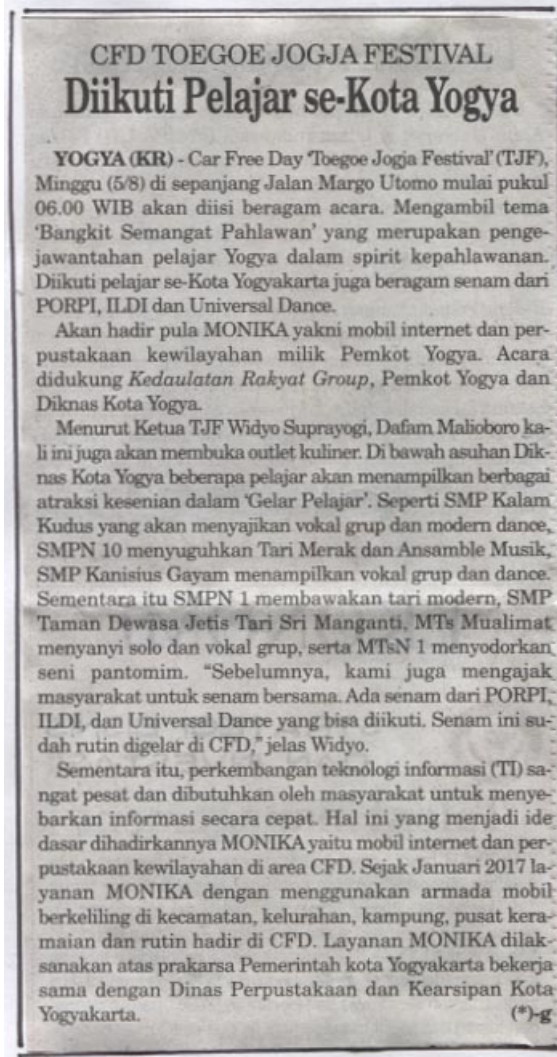 CFD TOEGOE JOGJA FESTIVAL
Diikuti Pelajar se-Kota Yogya
YOGYA (KR) - Car Free Day 'Toegoe Jogja Festival' (TJF),
Minggu (5/8) di sepanjang Jalan Margo Utomo mulai pukul
06.00 WIB akan diisi beragam acara. Mengambil tema
'Bangkit Semangat Pahlawan' yang merupakan penge-
jawantahan pelajar Yogya dalam spirit kepahlawanan.
Diikuti pelajar se-Kota Yogyakarta juga beragam senam dari
PORPI, ILDI dan Universal Dance.
Akan hadir pula MONIKA yakni mobil internet dan per-
pustakaan kewilayahan milik Pemkot Yogya. Acara
didukung Kedaulatan Rakyat Group, Pemkot Yogya dan
Diknas Kota Yogya.
Menurut Ketua TJF Widyo Suprayogi, Dafam Malioboro ka-
li ini juga akan membuka outlet kuliner. Di bawah asuhan Dik-
nas Kota Yogya beberapa pelajar akan menampilkan berbagai
atraksi kesenian dalam 'Gelar Pelajar'. Seperti SMP Kalam
Kudus yang akan menyajikan vokal grup dan modern dance,
SMPN 10 menyuguhkan Tari Merak dan Ansamble Musik,
SMP Kanisius Gayam menampilkan vokal grup dan dance.
Sementara itu SMPN 1 membawakan tari modern, SMP
Taman Dewasa Jetis Tari Sri Manganti, MTs Mualimat
menyanyi solo dan vokal grup, serta MTsN 1 menyodorkan
seni pantomim. "Sebelumnya, kami juga mengajak
masyarakat untuk senam bersama. Ada senam dari PORPI,
ILDI, dan Universal Dance yang bisa diikuti. Senam ini su-
dah rutin digelar di CFD," jelas Widyo.
Sementara itu, perkembangan teknologi informasi (TI) sa-
ngat pesat dan dibutuhkan oleh masyarakat untuk menye-
barkan informasi secara cepat. Hal ini yang menjadi ide
dasar dihadirkannya MONIKA yaitu mobil internet dan per-
pustakaan kewilayahan di area CFD. Sejak Januari 2017 la-
yanan MONIKA dengan menggunakan armada mobil
berkeliling di kecamatan, kelurahan, kampung, pusat kera-
maian dan rutin hadir di CFD. Layanan MONIKA dilak-
sanakan atas prakarsa Pemerintah kota Yogyakarta bekerja
sama dengan Dinas Perpustakaan dan Kearsipan Kota
Yogyakarta. (*)-g